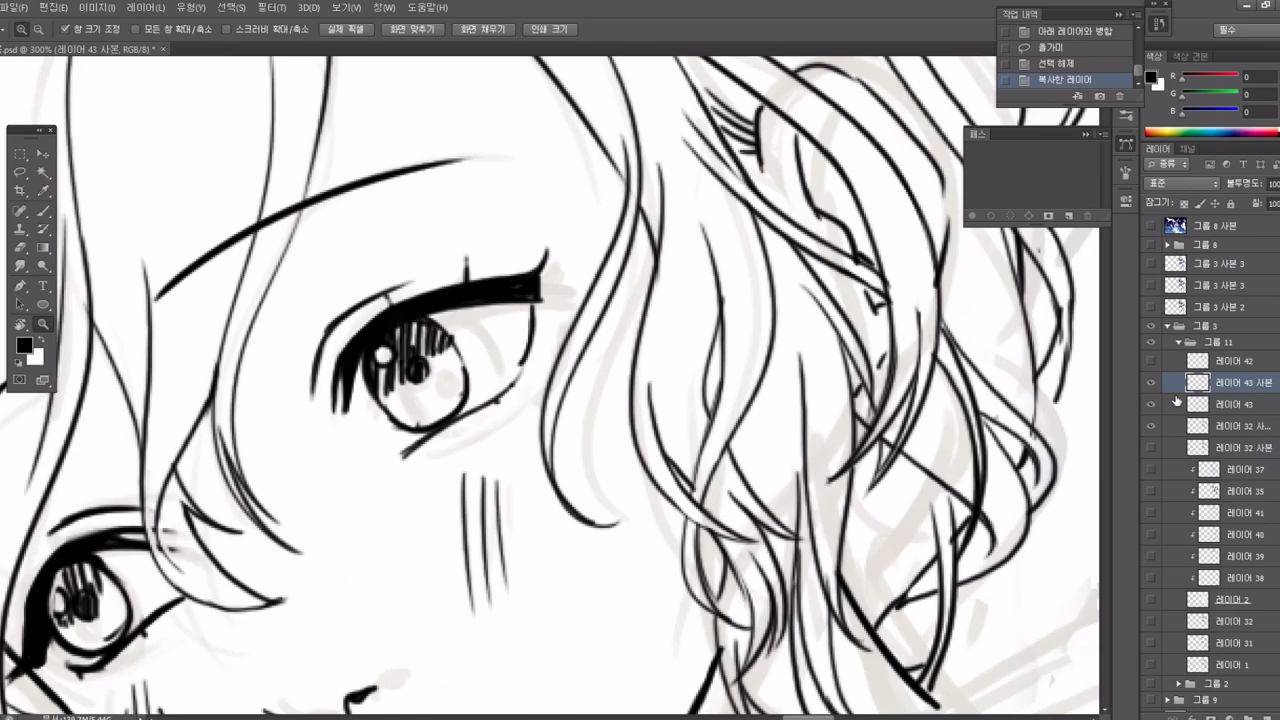 파일(F) 편집(E) 이미지(I) 레이어(L) 유형(Y) 선택(S) 필터(T) 3D(D) 보기(V) 창(W) 도움말(H)
창 크기 조정 모든 창 확대/축소 스크러비 확대/축소 실제 픽셀 화면 맞추기 화면 채우기 인쇄 크기
필수
.psd @ 300% (레이어 43 사본, RGB/8) *
작업 내역
아래 레이어와 병합
올가미
선택 해제
복사한 레이어
패스
색상 색상 견본
R 0
G 0
B 0
레이어 채널
종류
표준 불투명도: 100
잠그기: 칠: 100
그룹 8 사본
그룹 8
그룹 3 사본 3
그룹 3 사본 3
그룹 3 사본 2
그룹 3
그룹 11
레이어 42
레이어 43 사본
레이어 43
레이어 32 사...
레이어 32 사본
레이어 37
레이어 35
레이어 41
레이어 40
레이어 39
레이어 38
레이어 2
레이어 32
레이어 31
레이어 1
그룹 2
그룹 9